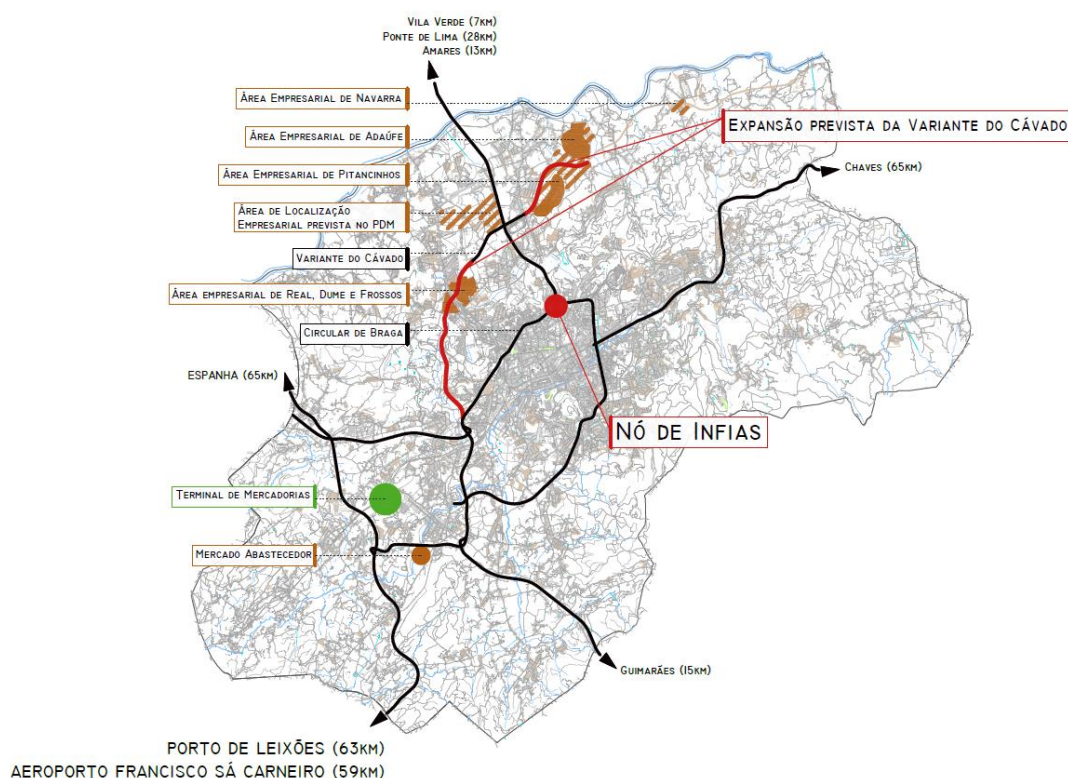 VILA VERDE (7KM)
PONTE DE LIMA (28KM)
AMARES (13KM)
ÁREA EMPRESARIAL DE NAVARRA
EXPANSÃO PREVISTA DA VARIANTE DO CÁVADO
ÁREA EMPRESARIAL DE ADAÚFE
CHAVES (65KM)
ÁREA EMPRESARIAL DE PITANCINHOS
ÁREA DE LOCALIZAÇÃO
EMPRESARIAL PREVISTA NO PDM
VARIANTE DO CÁVADO
ÁREA EMPRESARIAL DE REAL, DUME E FROSSOS
CIRCULAR DE BRAGA
ESPANHA (65KM)
NÓ DE INFIAS
TERMINAL DE MERCADORIAS
MERCADO ABASTECEDOR
GUIMARÃES (15KM)
PORTO DE LEIXÕES (63KM)
AEROPORTO FRANCISCO SÁ CARNEIRO (59KM)